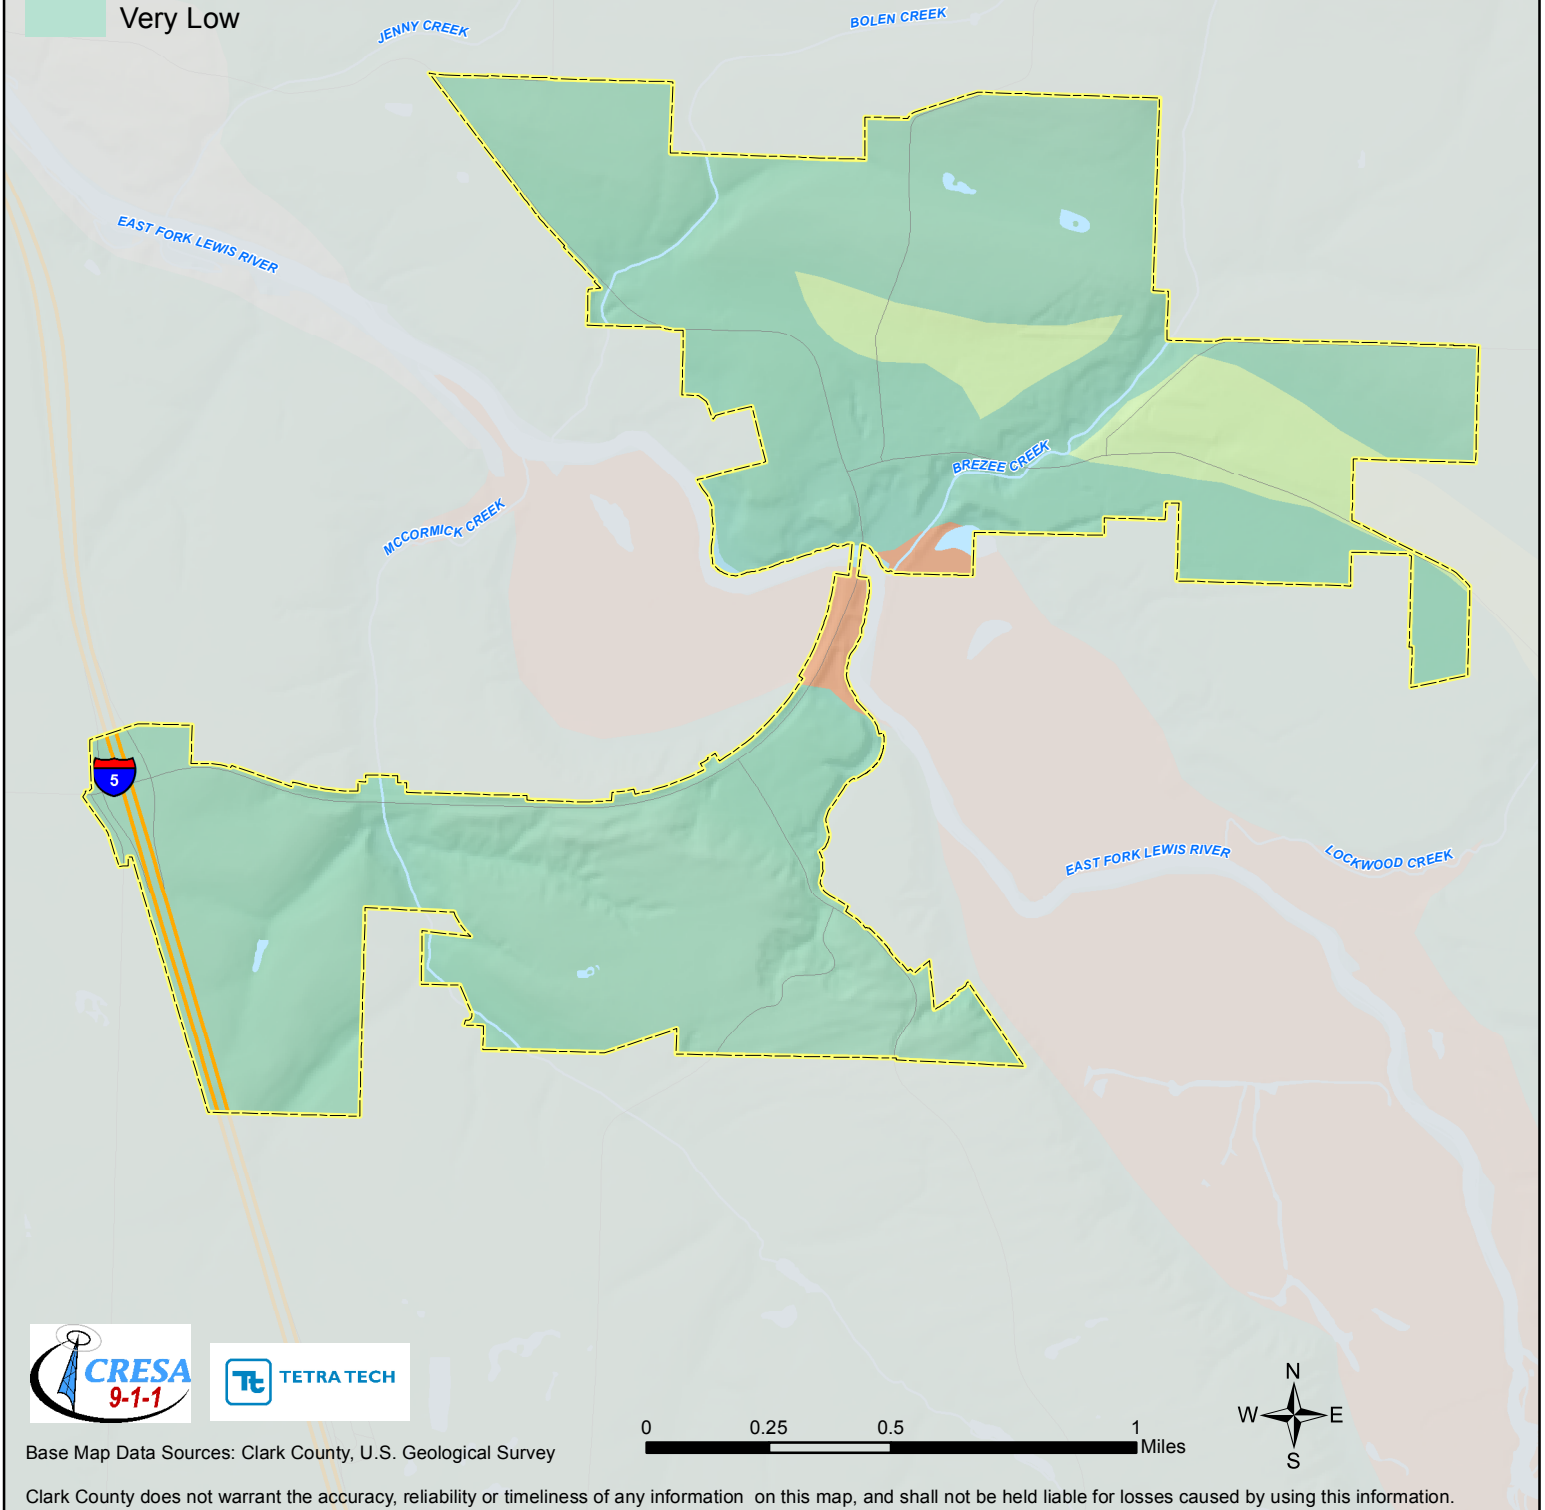 Very Low
JENNY CREEK
BOLEN CREEK
EAST FORK LEWIS RIVER
BREZEE CREEK
MCCORMICK CREEK
5
EAST FORK LEWIS RIVER
LOCKWOOD CREEK
CRESA
9-1-1
Tt TETRA TECH
N
W E
S
0 0.25 0.5 1
Miles
Base Map Data Sources: Clark County, U.S. Geological Survey
Clark County does not warrant the accuracy, reliability or timeliness of any information on this map, and shall not be held liable for losses caused by using this information.